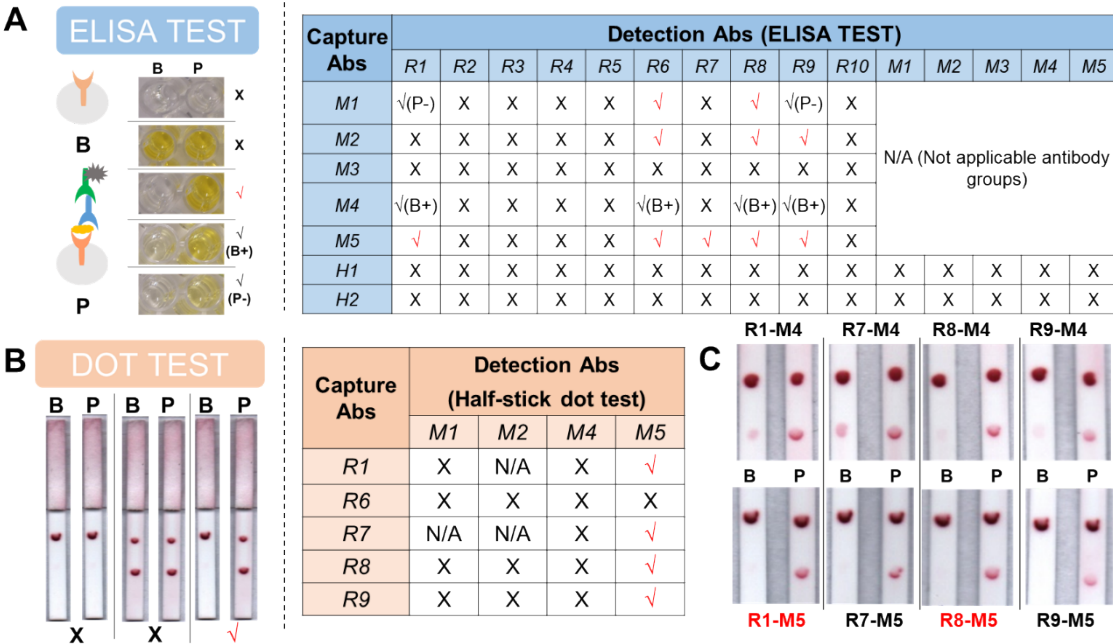 A
ELISA TEST
B P
X
X
√
√
(B+)
√
(P-)
B
P
Capture Abs Detection Abs (ELISA TEST)
R1 R2 R3 R4 R5 R6 R7 R8 R9 R10 M1 M2 M3 M4 M5
M1 √(P-) X X X X √ X √ √(P-) X
M2 X X X X X √ X √ √ X
N/A (Not applicable antibody groups)
M3 X X X X X X X X X X
M4 √(B+) X X X X √(B+) X √(B+) √(B+) X
M5 √ X X X X √ √ √ √ X
H1 X X X X X X X X X X X X X X X
H2 X X X X X X X X X X X X X X X
B
DOT TEST
B P B P B P
X X √
Capture Abs Detection Abs
(Half-stick dot test)
M1 M2 M4 M5
R1 X N/A X √
R6 X X X X
R7 N/A N/A X √
R8 X X X √
R9 X X X √
C
R1-M4 R7-M4 R8-M4 R9-M4
B P B P B P B P
R1-M5 R7-M5 R8-M5 R9-M5